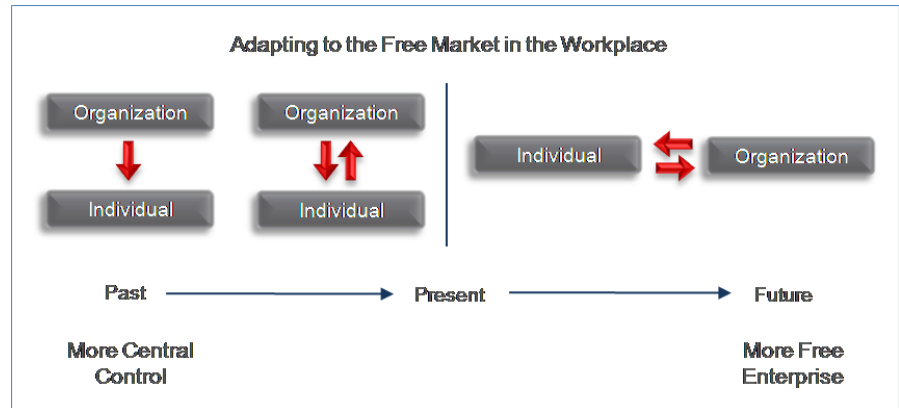 Adapting to the Free Market in the Workplace
Organization
Organization
Individual
Organization
Individual
Individual
Past
Present
Future
More Central
Control
More Free
Enterprise